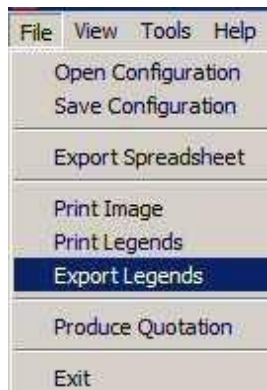 File View Tools Help
Open Configuration
Save Configuration
Export Spreadsheet
Print Image
Print Legends
Export Legends
Produce Quotation
Exit